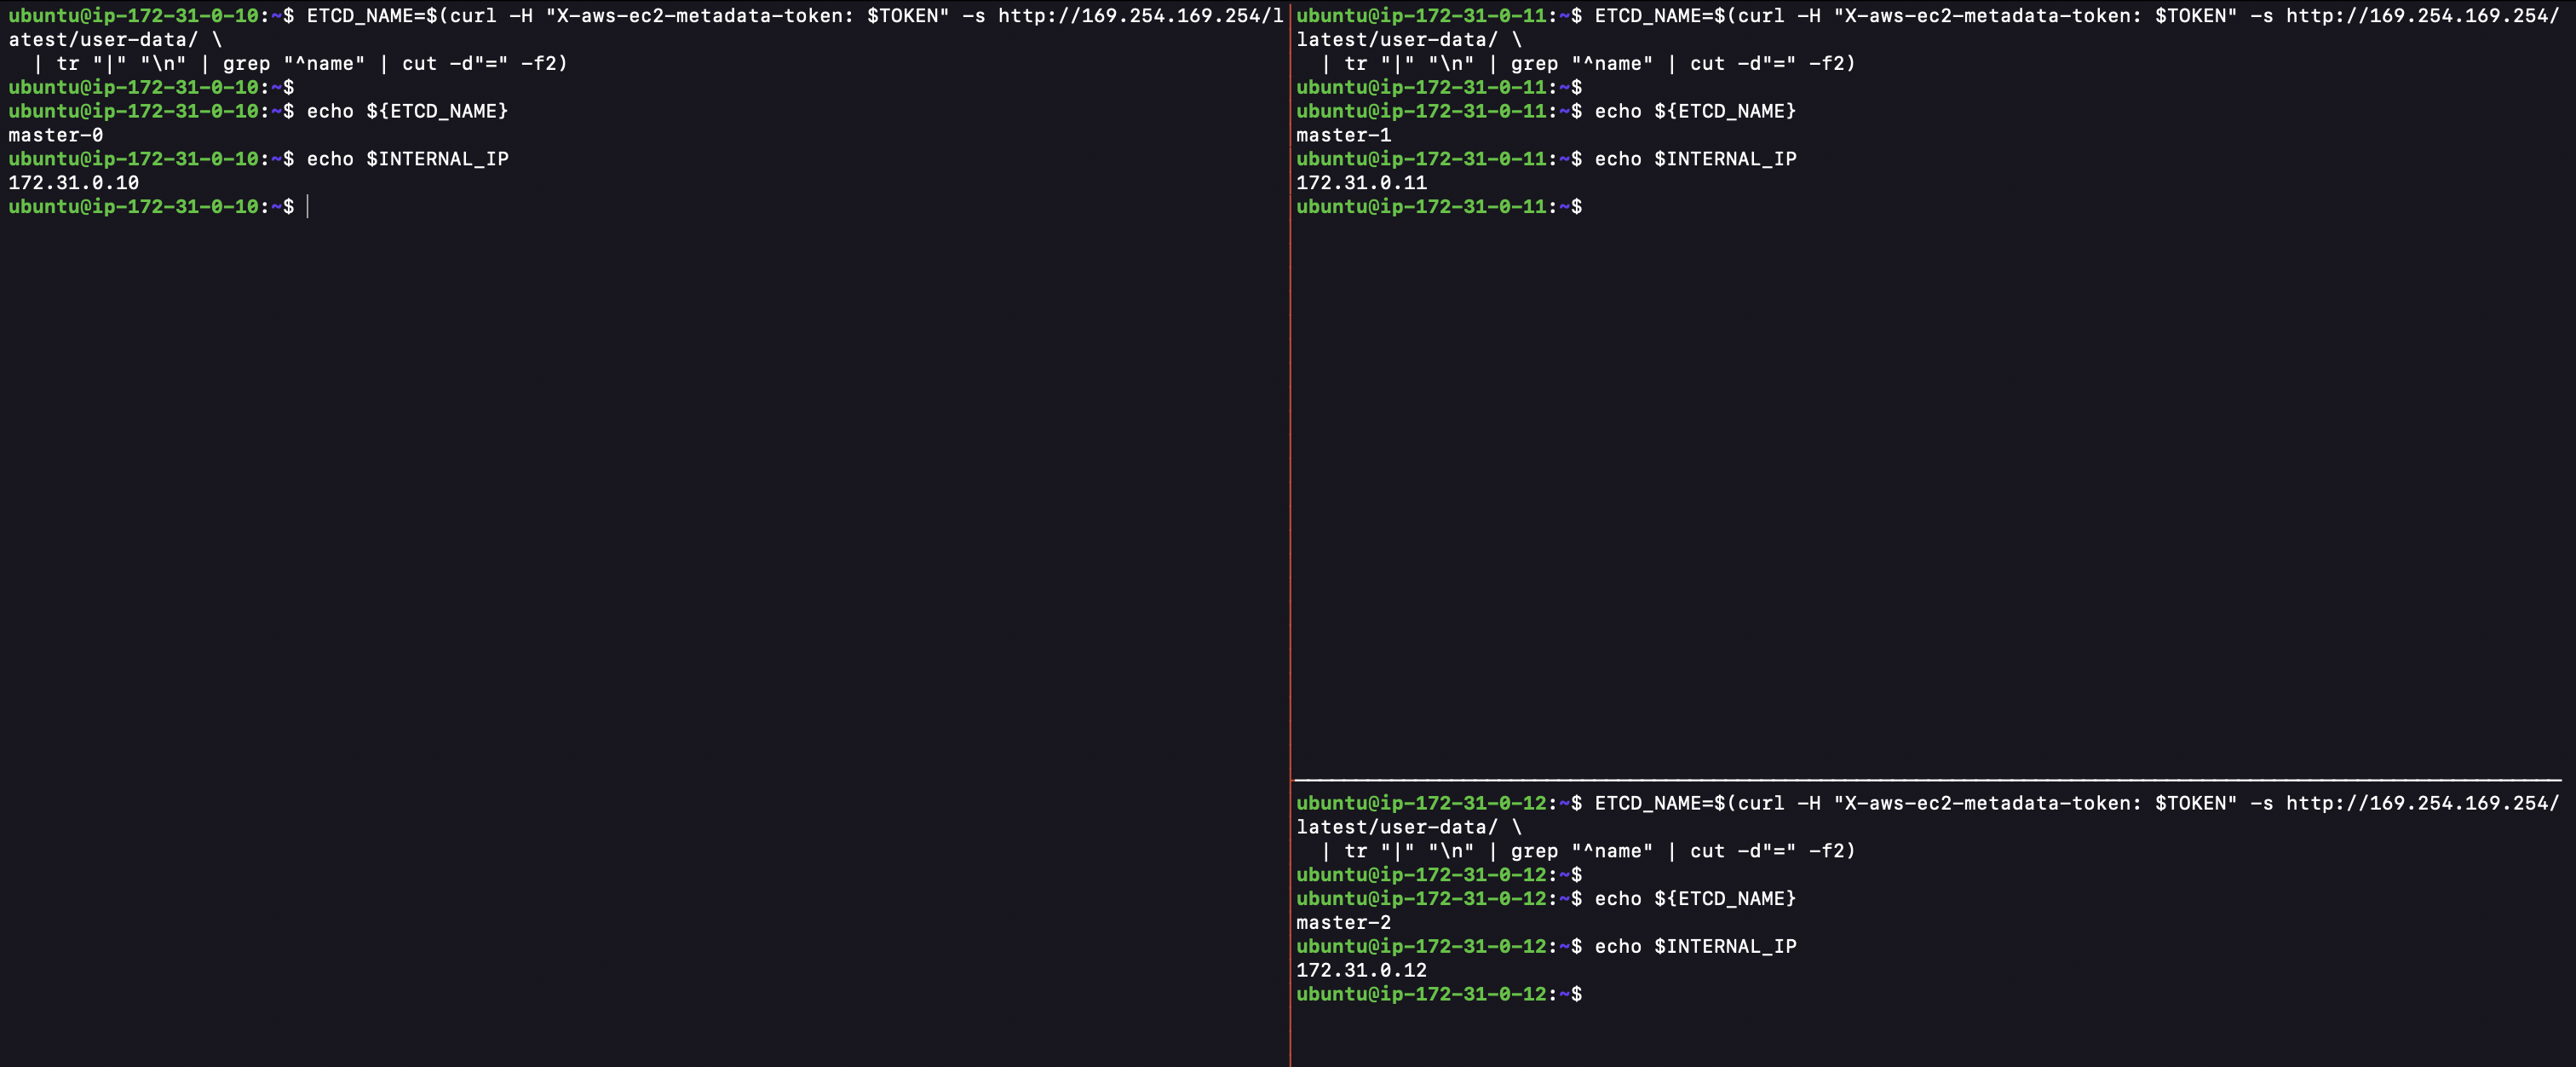 ubuntu@ip-172-31-0-10:~$ ETCD_NAME=$(curl -H "X-aws-ec2-metadata-token: $TOKEN" -s http://169.254.169.254/l
atest/user-data/ \
  | tr "|" "\n" | grep "^name" | cut -d"=" -f2)
ubuntu@ip-172-31-0-10:~$
ubuntu@ip-172-31-0-10:~$ echo ${ETCD_NAME}
master-0
ubuntu@ip-172-31-0-10:~$ echo $INTERNAL_IP
172.31.0.10
ubuntu@ip-172-31-0-10:~$
ubuntu@ip-172-31-0-11:~$ ETCD_NAME=$(curl -H "X-aws-ec2-metadata-token: $TOKEN" -s http://169.254.169.254/
latest/user-data/ \
  | tr "|" "\n" | grep "^name" | cut -d"=" -f2)
ubuntu@ip-172-31-0-11:~$
ubuntu@ip-172-31-0-11:~$ echo ${ETCD_NAME}
master-1
ubuntu@ip-172-31-0-11:~$ echo $INTERNAL_IP
172.31.0.11
ubuntu@ip-172-31-0-11:~$
ubuntu@ip-172-31-0-12:~$ ETCD_NAME=$(curl -H "X-aws-ec2-metadata-token: $TOKEN" -s http://169.254.169.254/
latest/user-data/ \
  | tr "|" "\n" | grep "^name" | cut -d"=" -f2)
ubuntu@ip-172-31-0-12:~$
ubuntu@ip-172-31-0-12:~$ echo ${ETCD_NAME}
master-2
ubuntu@ip-172-31-0-12:~$ echo $INTERNAL_IP
172.31.0.12
ubuntu@ip-172-31-0-12:~$